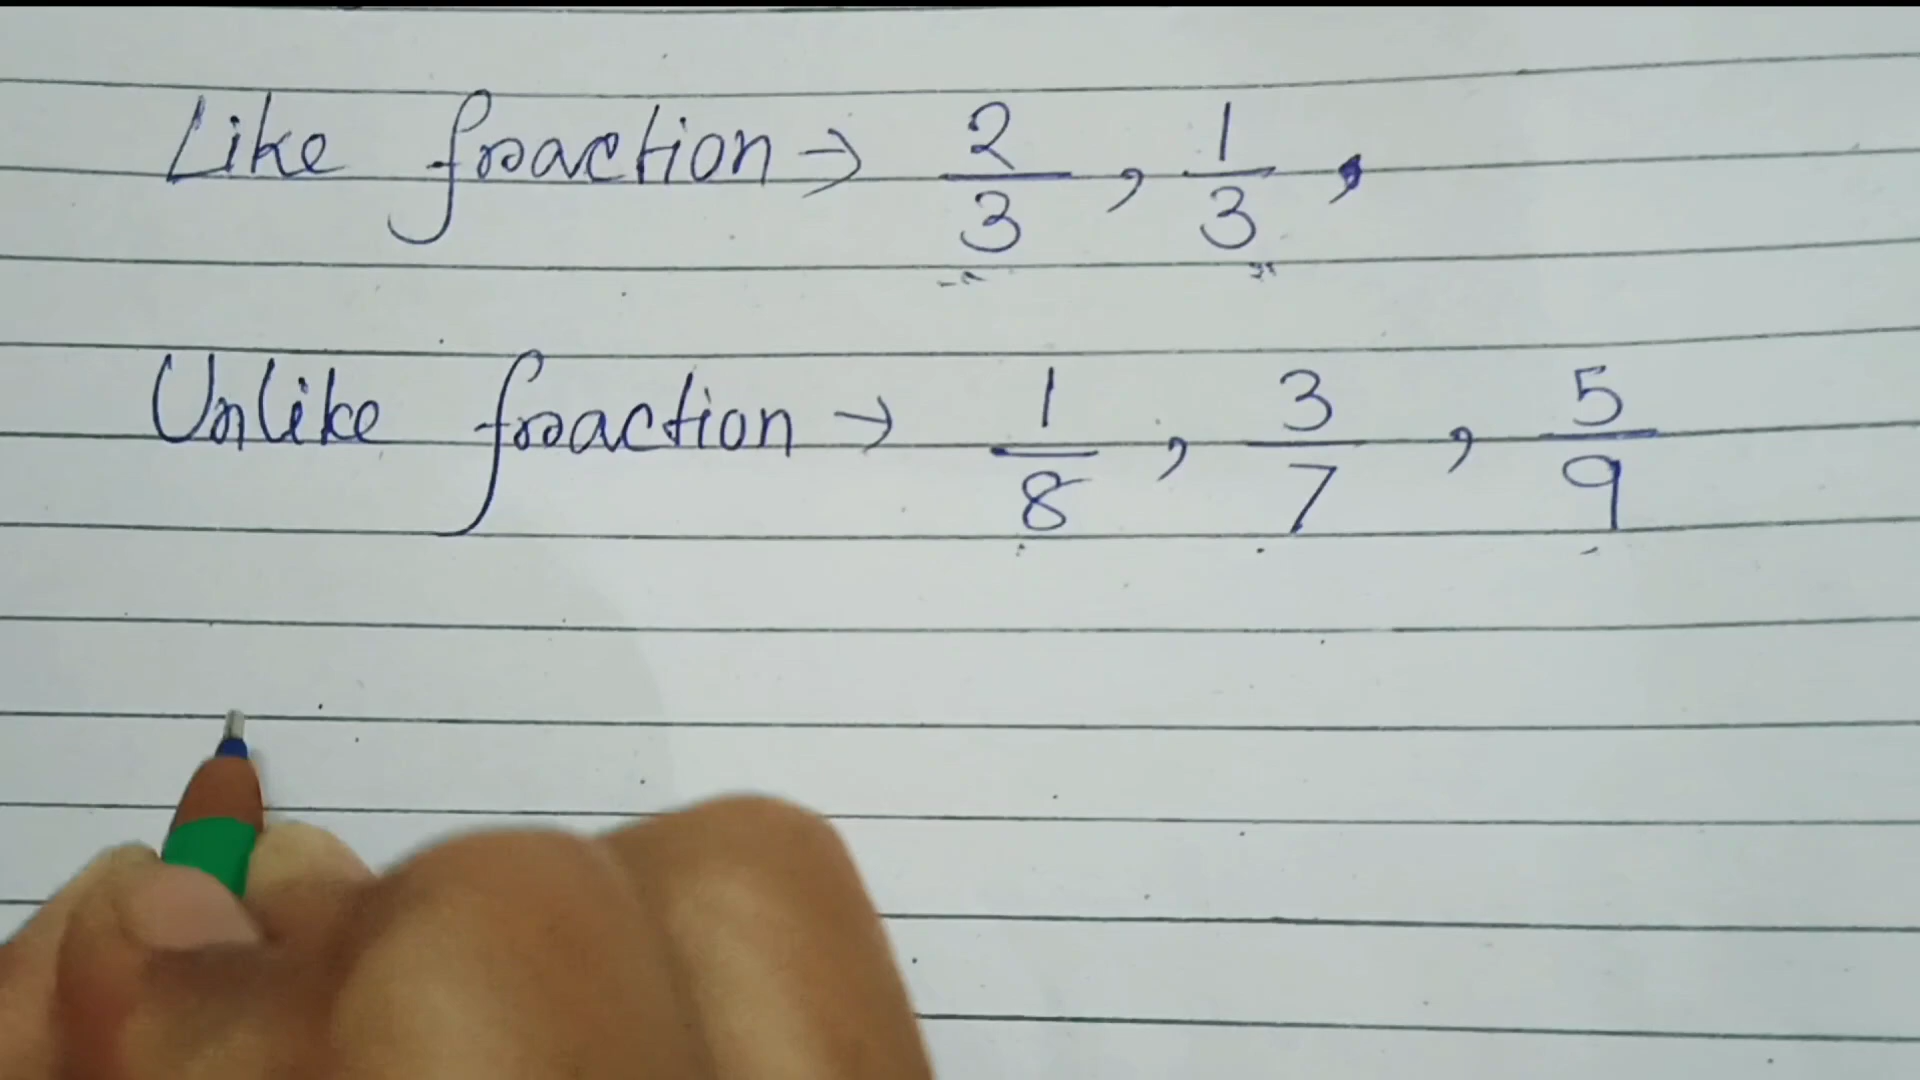 Like fraction → 2/3, 1/3,
Unlike fraction → 1/8, 3/7, 5/9